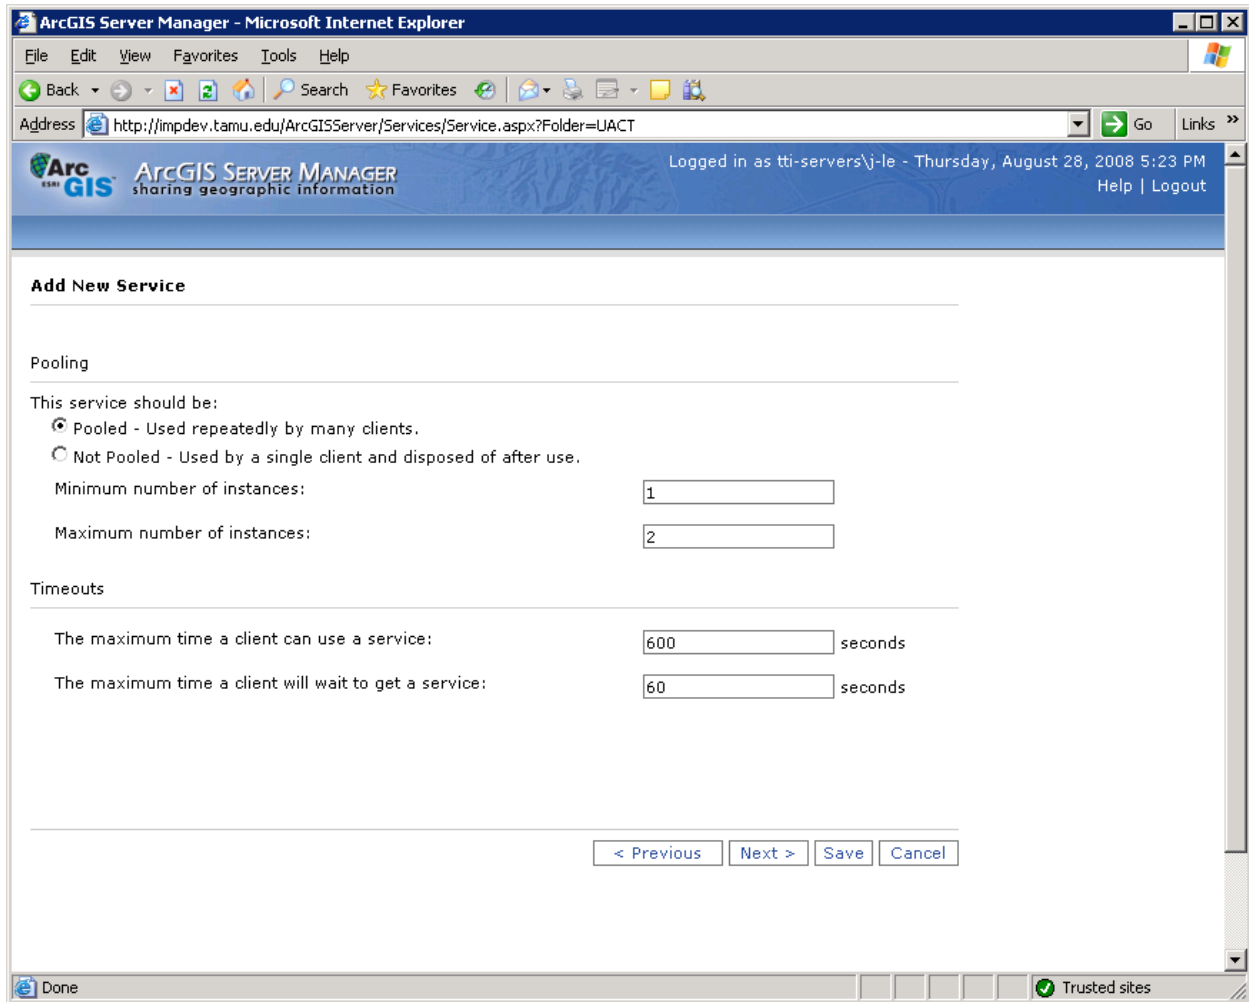 ArcGIS Server Manager - Microsoft Internet Explorer
File Edit View Favorites Tools Help
Back Search Favorites
Address http://impdev.tamu.edu/ArcGISServer/Services/Service.aspx?Folder=UACT Go Links »
Arc GIS ESRI ArcGIS Server Manager Logged in as tti-servers\j-le - Thursday, August 28, 2008 5:23 PM
sharing geographic information Help | Logout
Add New Service
Pooling
This service should be:
Pooled - Used repeatedly by many clients.
Not Pooled - Used by a single client and disposed of after use.
Minimum number of instances: 1
Maximum number of instances: 2
Timeouts
The maximum time a client can use a service: 600 seconds
The maximum time a client will wait to get a service: 60 seconds
< Previous Next > Save Cancel
Done Trusted sites